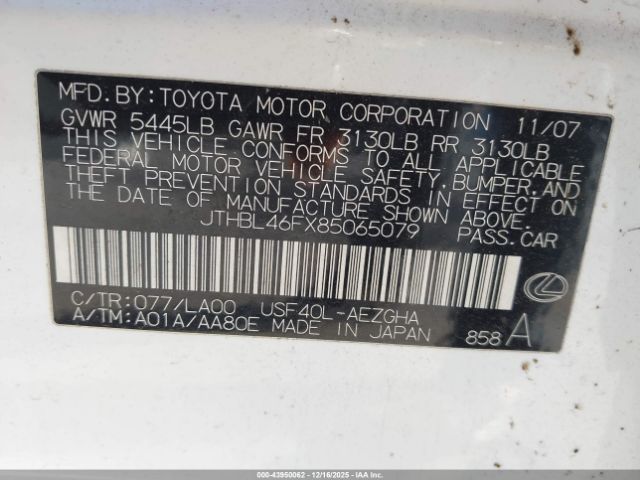 MFD.BY:TOYOTA MOTOR CORPORATION 11/07
GVWR 5445LB GAWR FR 3130LB RR 3130LB
THIS VEHICLE CONFORMS TO ALL APPLICABLE
FEDERAL MOTOR VEHICLE SAFETY,BUMPER,AND
THEFT PREVENTION STANDARDS IN EFFECT ON
THE DATE OF MANUFACTURE SHOWN ABOVE.
JTHBL46FX85065079 PASS.CAR
C/TR:077/LA00 USF40L-AEZGHA
A/TM:A01A/AA80E MADE IN JAPAN 858 A
000-43950062 - 12/16/2025 - IAAI.COM